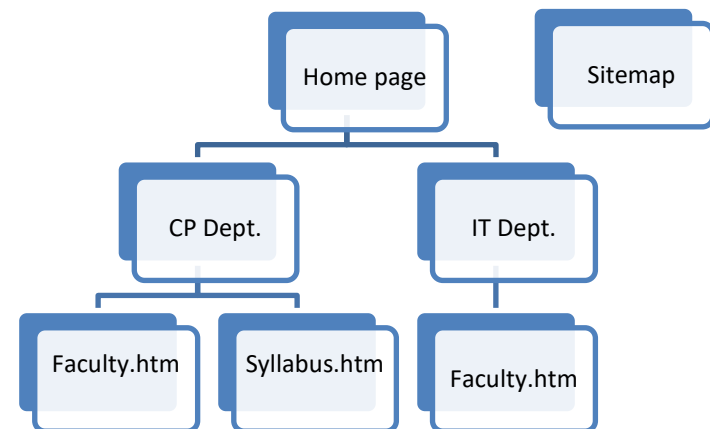 Home page
Sitemap
CP Dept.
IT Dept.
Faculty.htm
Syllabus.htm
Faculty.htm